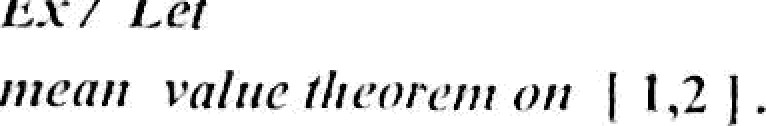 Ex / Let
mean value theorem on [ 1,2 ].